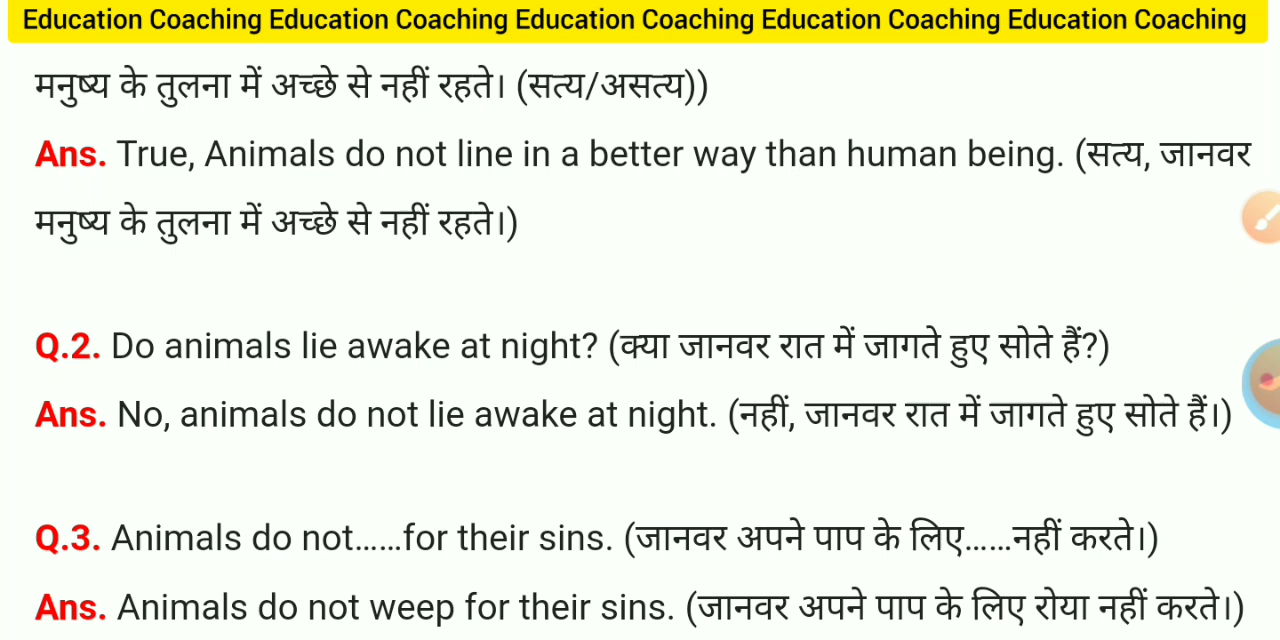 Education Coaching Education Coaching Education Coaching Education Coaching Education Coaching
मनुष्य के तुलना में अच्छे से नहीं रहते। (सत्य/असत्य))
Ans. True, Animals do not line in a better way than human being. (सत्य, जानवर
मनुष्य के तुलना में अच्छे से नहीं रहते।)
Q.2. Do animals lie awake at night? (क्या जानवर रात में जागते हुए सोते हैं?)
Ans. No, animals do not lie awake at night. (नहीं, जानवर रात में जागते हुए सोते हैं।)
Q.3. Animals do not......for their sins. (जानवर अपने पाप के लिए......नहीं करते।)
Ans. Animals do not weep for their sins. (जानवर अपने पाप के लिए रोया नहीं करते।)